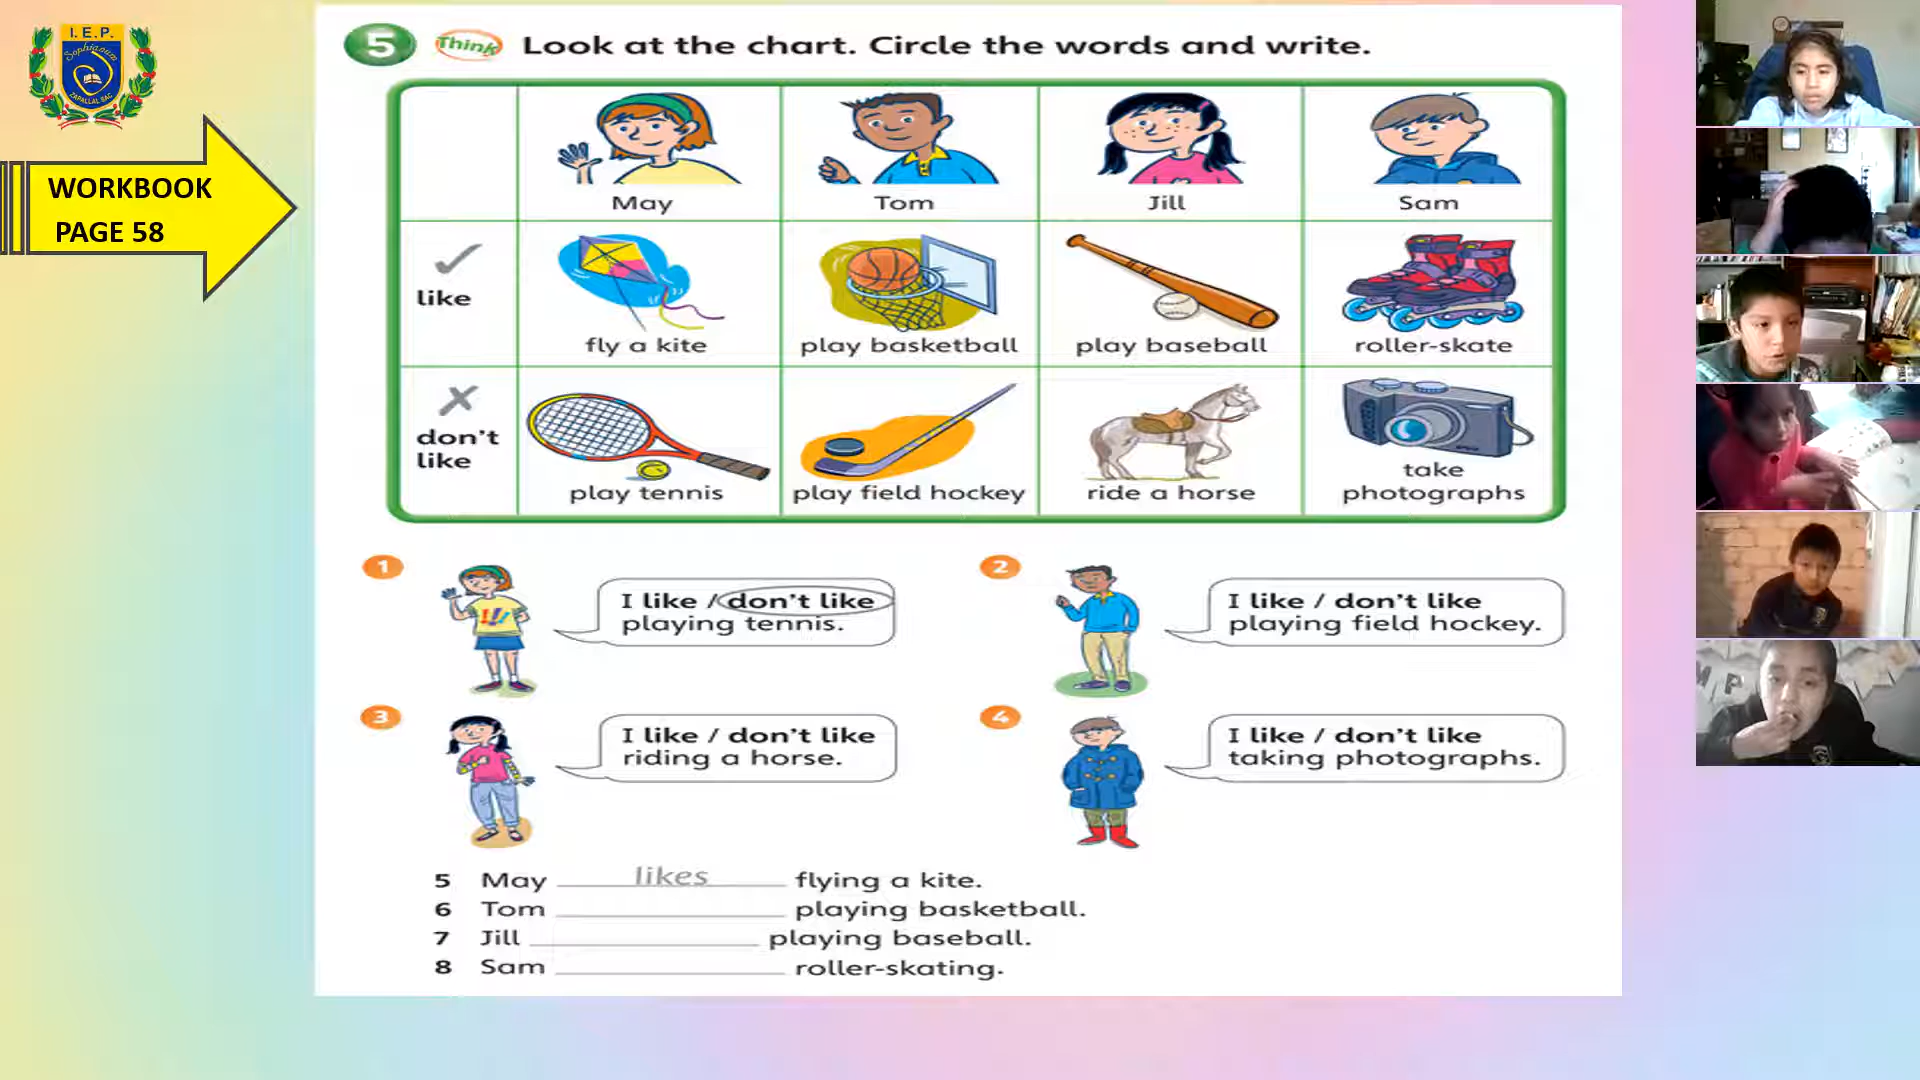 I.E.P.
Sophianum
ZAPALLAL SAC
WORKBOOK
PAGE 58
5 Think Look at the chart. Circle the words and write.
May Tom Jill Sam
like
fly a kite play basketball play baseball roller-skate
don't
like
play tennis play field hockey ride a horse take
photographs
1
I like / don't like
playing tennis.
2
I like / don't like
playing field hockey.
3
I like / don't like
riding a horse.
4
I like / don't like
taking photographs.
5 May likes flying a kite.
6 Tom ____ playing basketball.
7 Jill ____ playing baseball.
8 Sam ____ roller-skating.